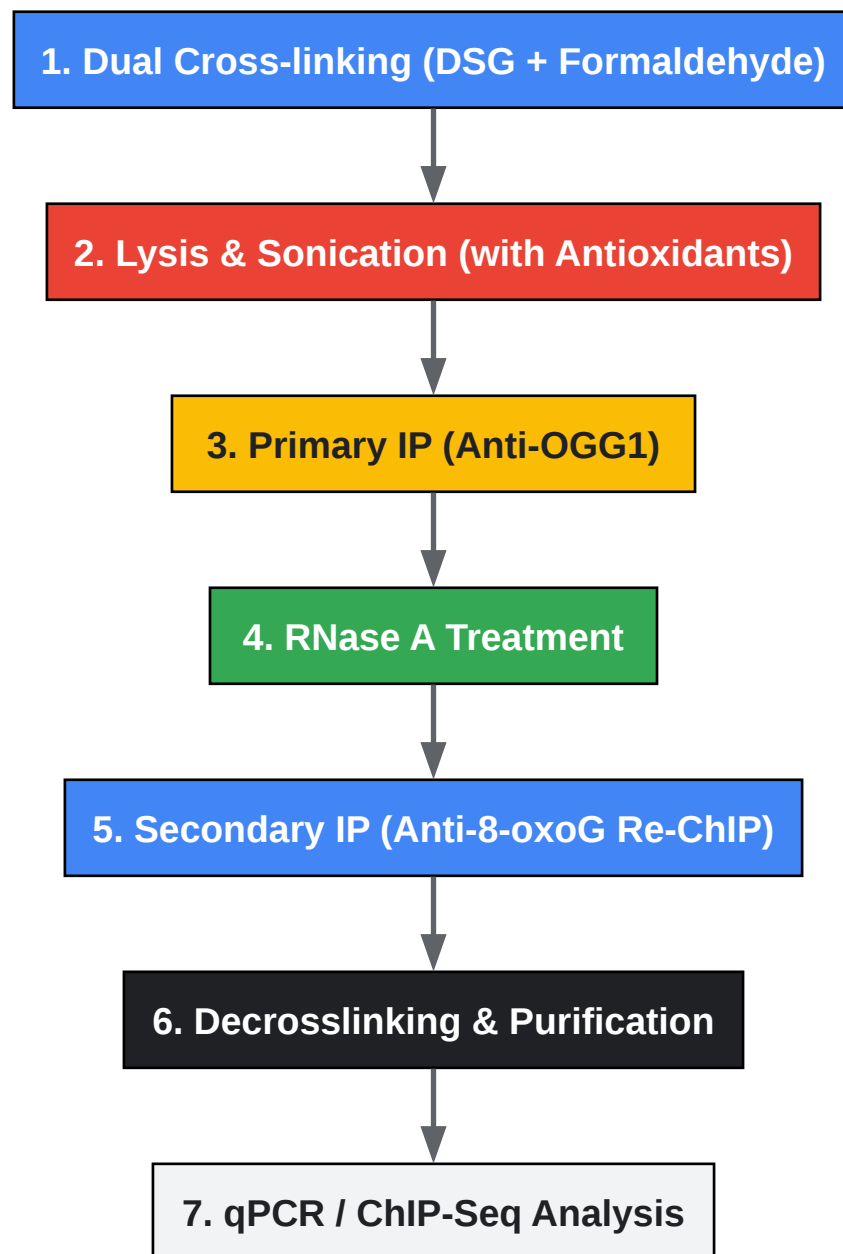 1. Dual Cross-linking (DSG + Formaldehyde)
2. Lysis & Sonication (with Antioxidants)
3. Primary IP (Anti-OGG1)
4. RNase A Treatment
5. Secondary IP (Anti-8-oxoG Re-ChIP)
6. Decrosslinking & Purification
7. qPCR / ChIP-Seq Analysis